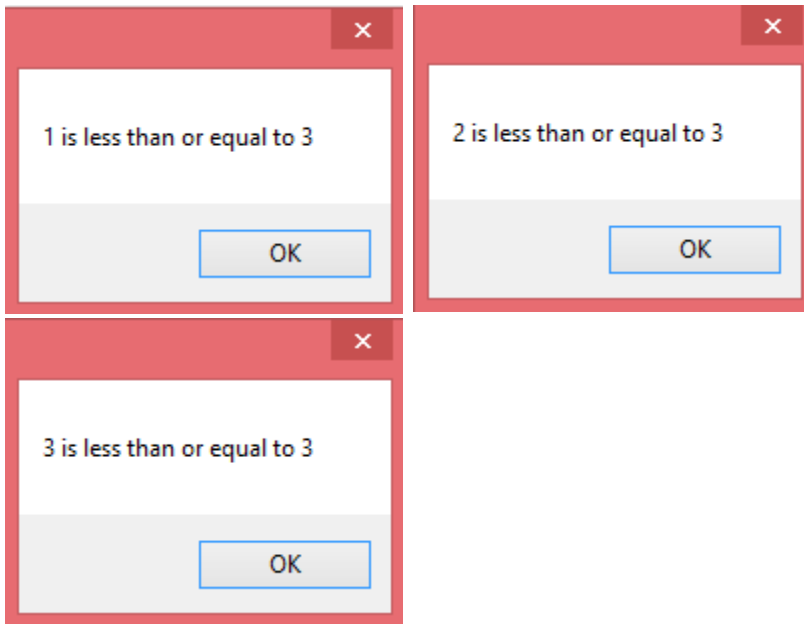 1 is less than or equal to 3
OK
2 is less than or equal to 3
OK
3 is less than or equal to 3
OK